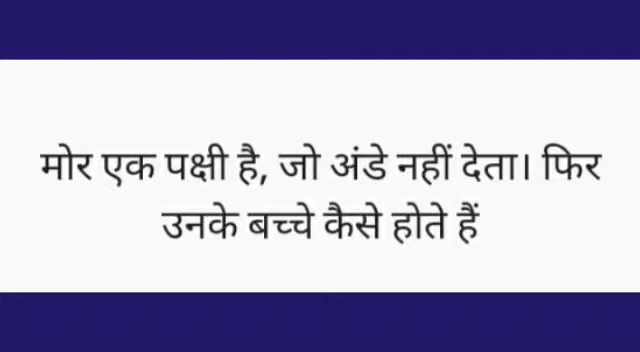 मोर एक पक्षी है, जो अंडे नहीं देता। फिर
उनके बच्चे कैसे होते हैं